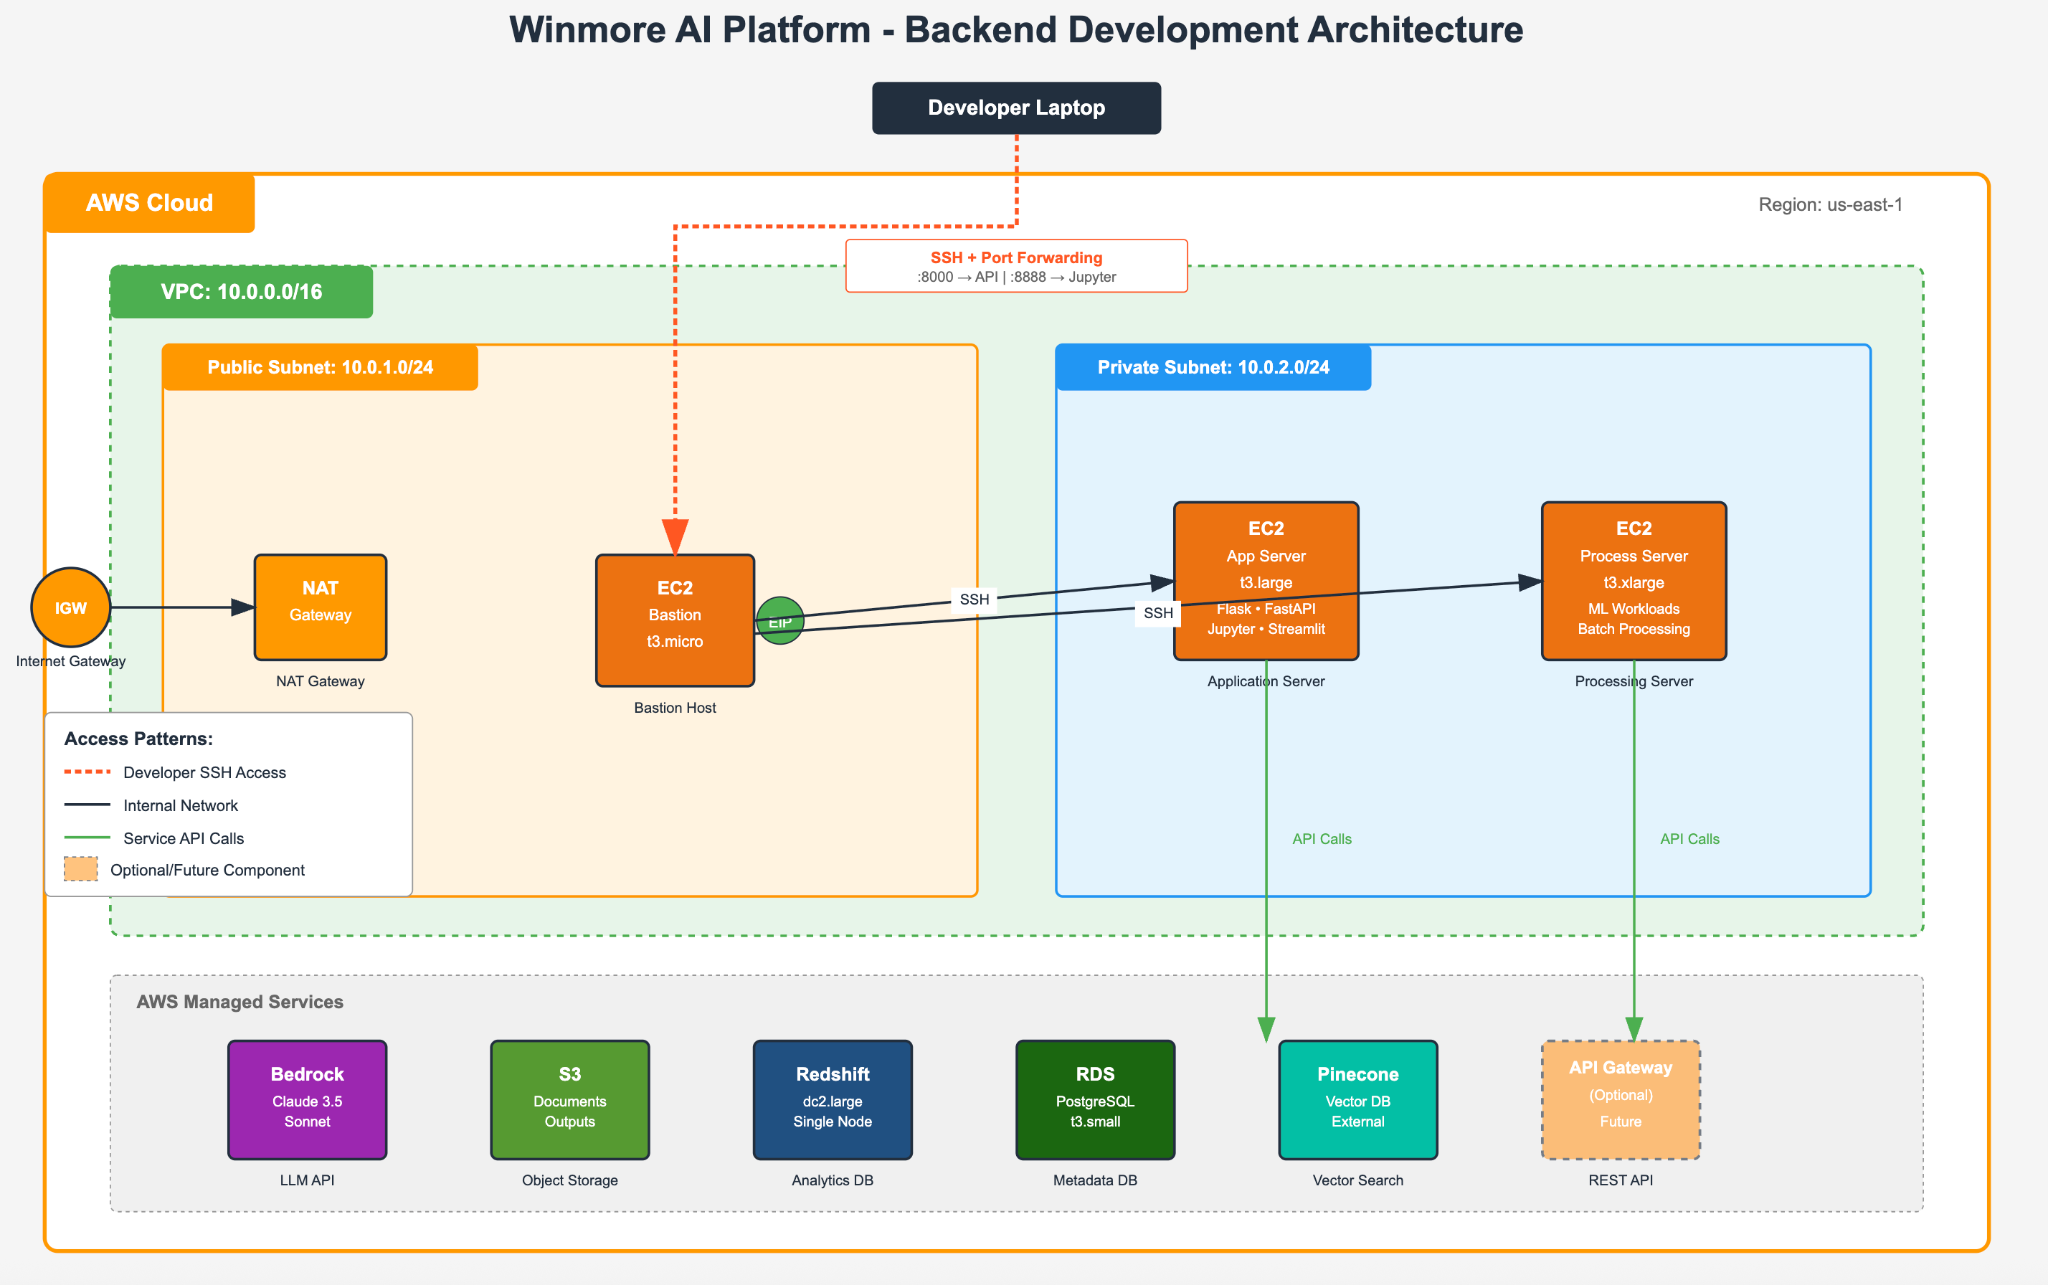 Winmore AI Platform - Backend Development Architecture
Developer Laptop
AWS Cloud
Region: us-east-1
SSH + Port Forwarding
:8000 → API | :8888 → Jupyter
VPC: 10.0.0.0/16
Public Subnet: 10.0.1.0/24
Private Subnet: 10.0.2.0/24
IGW
Internet Gateway
NAT
Gateway
NAT Gateway
EC2
Bastion
t3.micro
Bastion Host
EIP
SSH
SSH
EC2
App Server
t3.large
Flask • FastAPI
Jupyter • Streamlit
Application Server
EC2
Process Server
t3.xlarge
ML Workloads
Batch Processing
Processing Server
Access Patterns:
Developer SSH Access
Internal Network
Service API Calls
Optional/Future Component
API Calls
API Calls
AWS Managed Services
Bedrock
Claude 3.5
Sonnet
LLM API
S3
Documents
Outputs
Object Storage
Redshift
dc2.large
Single Node
Analytics DB
RDS
PostgreSQL
t3.small
Metadata DB
Pinecone
Vector DB
External
Vector Search
API Gateway
(Optional)
Future
REST API